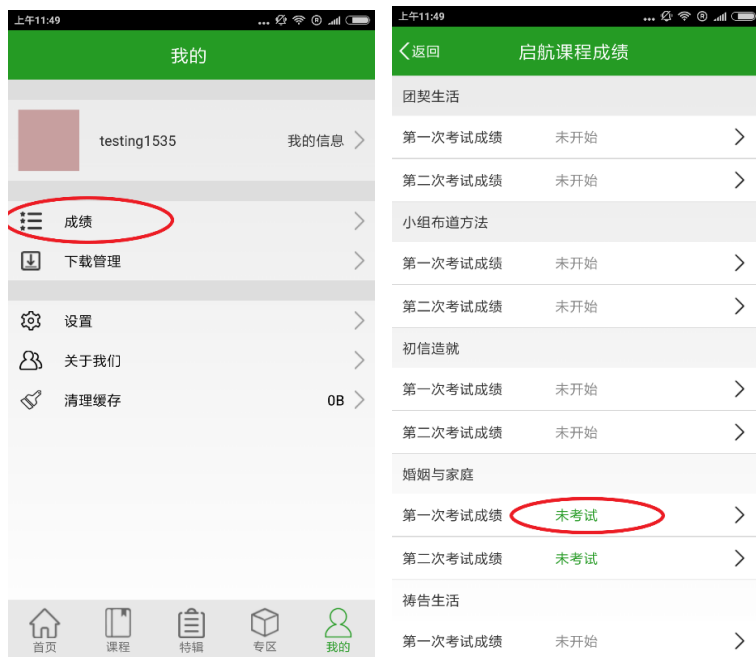 上午11:49
...
我的
testing1535 我的信息
成绩
下载管理
设置
关于我们
清理缓存 0B
首页 课程 特辑 专区 我的
上午11:49
...
返回 启航课程成绩
团契生活
第一次考试成绩 未开始
第二次考试成绩 未开始
小组布道方法
第一次考试成绩 未开始
第二次考试成绩 未开始
初信造就
第一次考试成绩 未开始
第二次考试成绩 未开始
婚姻与家庭
第一次考试成绩 未考试
第二次考试成绩 未考试
祷告生活
第一次考试成绩 未开始